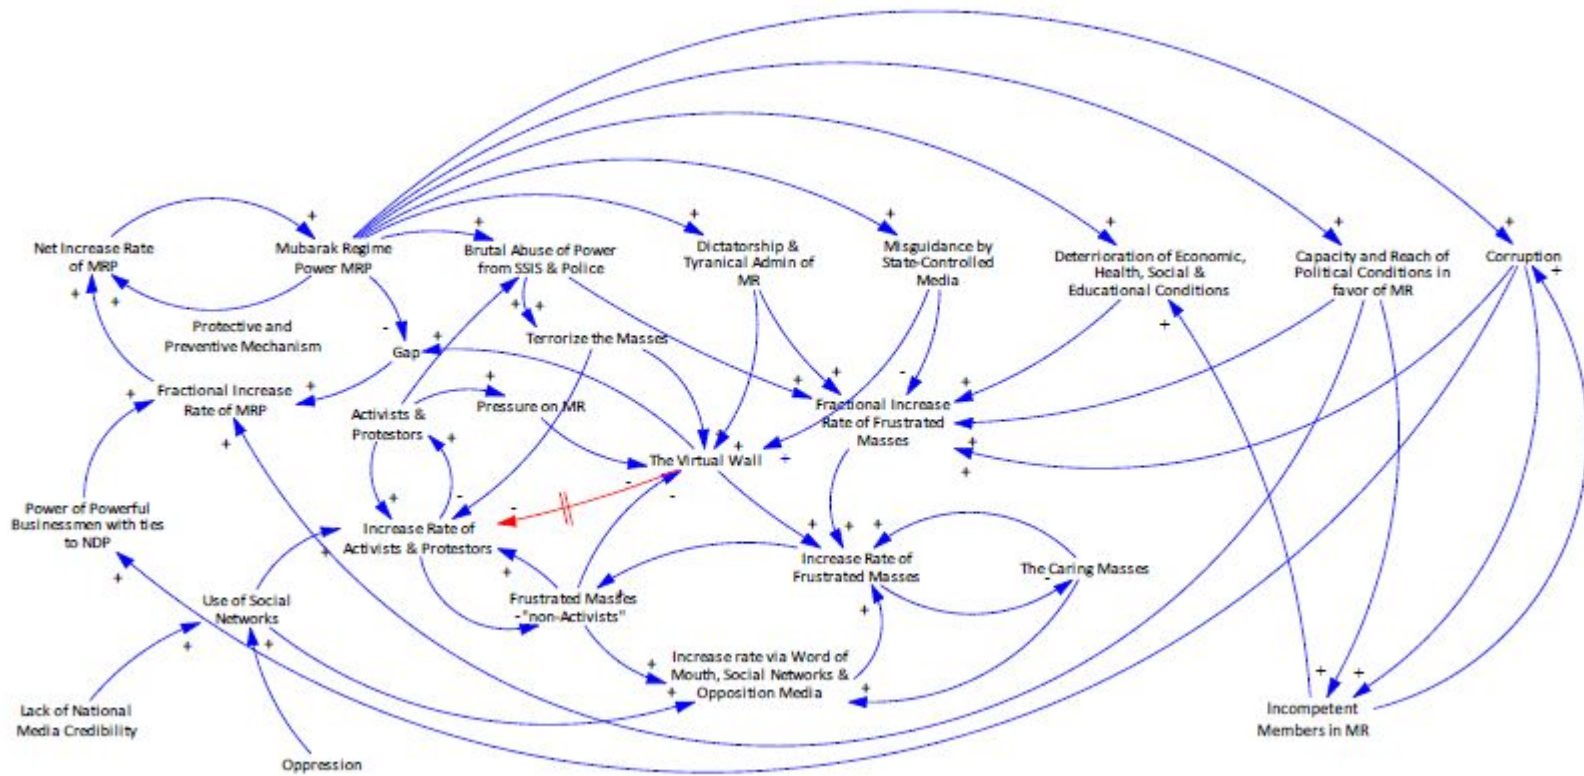 Net Increase Rate
of MRP
Mubarak Regime
Power MRP
Brutal Abuse of Power
from SSIS & Police
Dictatorship &
Tyranical Admin of
MR
Misguidance by
State-Controlled
Media
Deterrioration of Economic,
Health, Social &
Educational Conditions
Capacity and Reach of
Political Conditions in
favor of MR
Corruption
Protective and
Preventive Mechanism
Gap
Terrorize the Masses
Fractional Increase
Rate of MRP
Activists &
Protestors
Pressure on MR
Fractional Increase
Rate of Frustrated
Masses
The Virtual Wall
Power of Powerful
Businessmen with ties
to NDP
Increase Rate of
Activists & Protestors
Increase Rate of
Frustrated Masses
The Caring Masses
Use of Social
Networks
Frustrated Masses
-"non-Activists"
Increase rate via Word of
Mouth, Social Networks &
Opposition Media
Lack of National
Media Credibility
Oppression
Incompetent
Members in MR